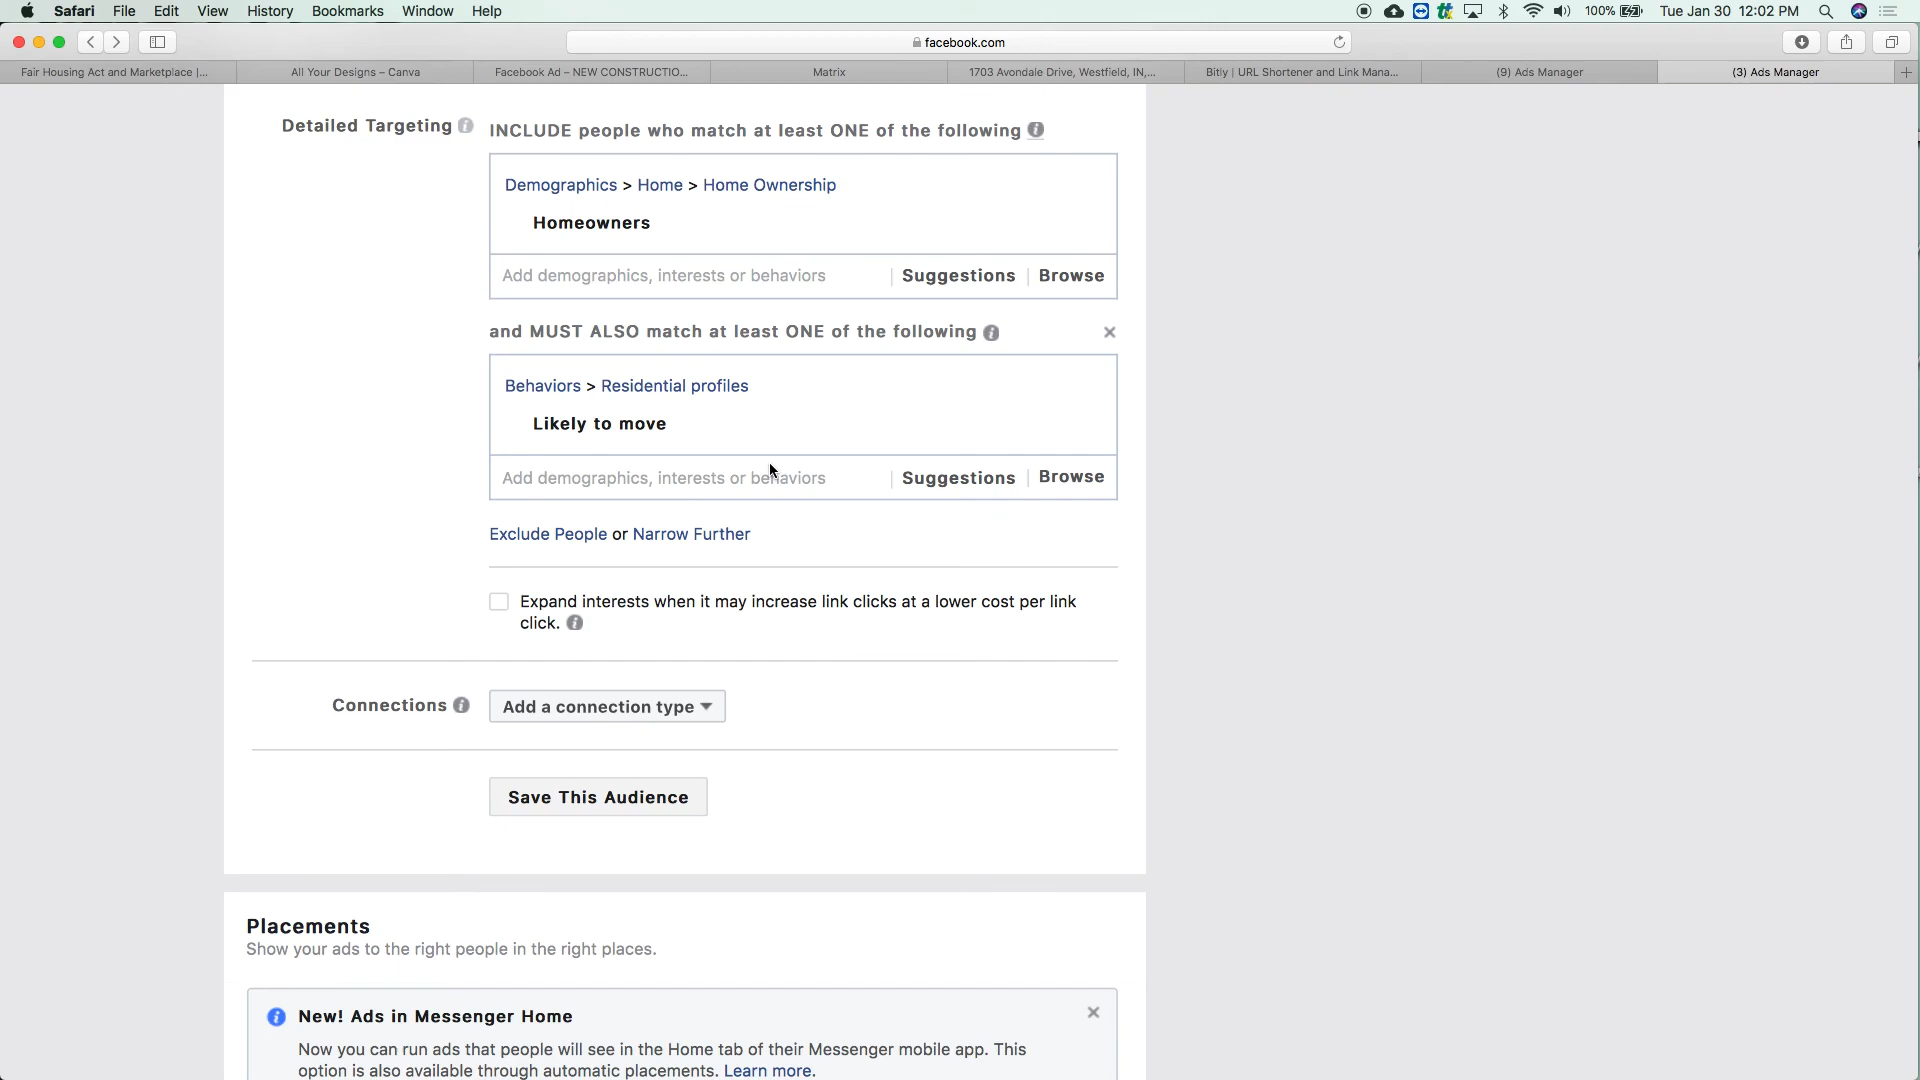 Safari File Edit View History Bookmarks Window Help 100% Tue Jan 30 12:02 PM
facebook.com
Fair Housing Act and Marketplace |... All Your Designs – Canva Facebook Ad – NEW CONSTRUCTIO... Matrix 1703 Avondale Drive, Westfield, IN,... Bitly | URL Shortener and Link Mana... (9) Ads Manager (3) Ads Manager
Detailed Targeting INCLUDE people who match at least ONE of the following
Demographics > Home > Home Ownership
Homeowners
Add demographics, interests or behaviors | Suggestions | Browse
and MUST ALSO match at least ONE of the following
Behaviors > Residential profiles
Likely to move
Add demographics, interests or behaviors | Suggestions | Browse
Exclude People or Narrow Further
Expand interests when it may increase link clicks at a lower cost per link
click.
Connections Add a connection type
Save This Audience
Placements
Show your ads to the right people in the right places.
New! Ads in Messenger Home
Now you can run ads that people will see in the Home tab of their Messenger mobile app. This
option is also available through automatic placements. Learn more.